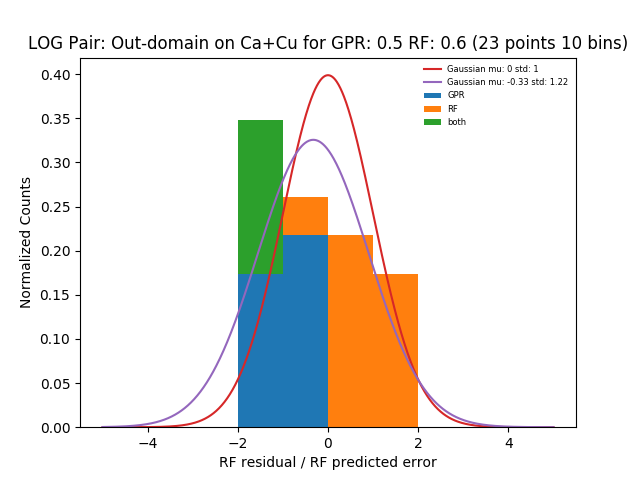 LOG Pair: Out-domain on Ca+Cu for GPR: 0.5 RF: 0.6 (23 points 10 bins)
Gaussian mu: 0 std: 1
Gaussian mu: -0.33 std: 1.22
GPR
RF
both
Normalized Counts
0.40
0.35
0.30
0.25
0.20
0.15
0.10
0.05
0.00
−4 −2 0 2 4
RF residual / RF predicted error